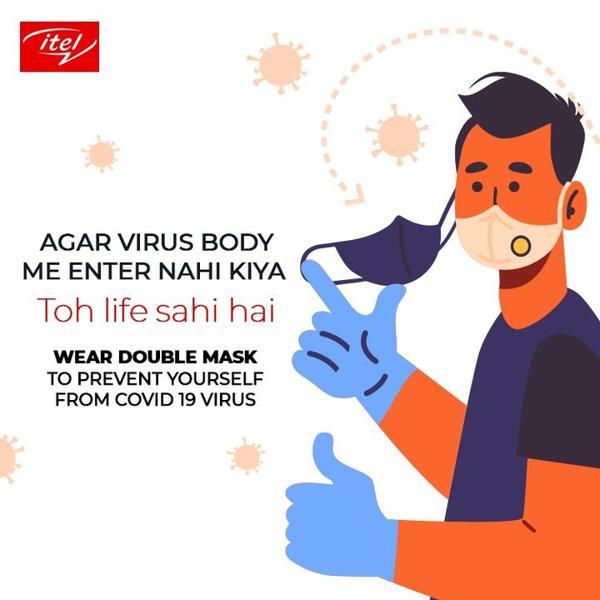 itel
AGAR VIRUS BODY
ME ENTER NAHI KIYA
Toh life sahi hai
WEAR DOUBLE MASK
TO PREVENT YOURSELF
FROM COVID 19 VIRUS